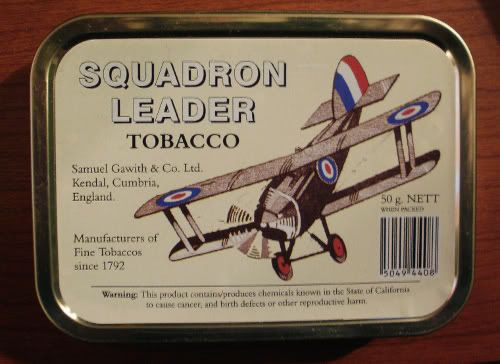 SQUADRON
LEADER
TOBACCO
Samuel Gawith & Co. Ltd.
Kendal, Cumbria,
England.
Manufacturers of
Fine Tobaccos
since 1792
50 g. NETT
WHEN PACKED
5049 4408
Warning: This product contains/produces chemicals known in the State of California
to cause cancer, and birth defects or other reproductive harm.